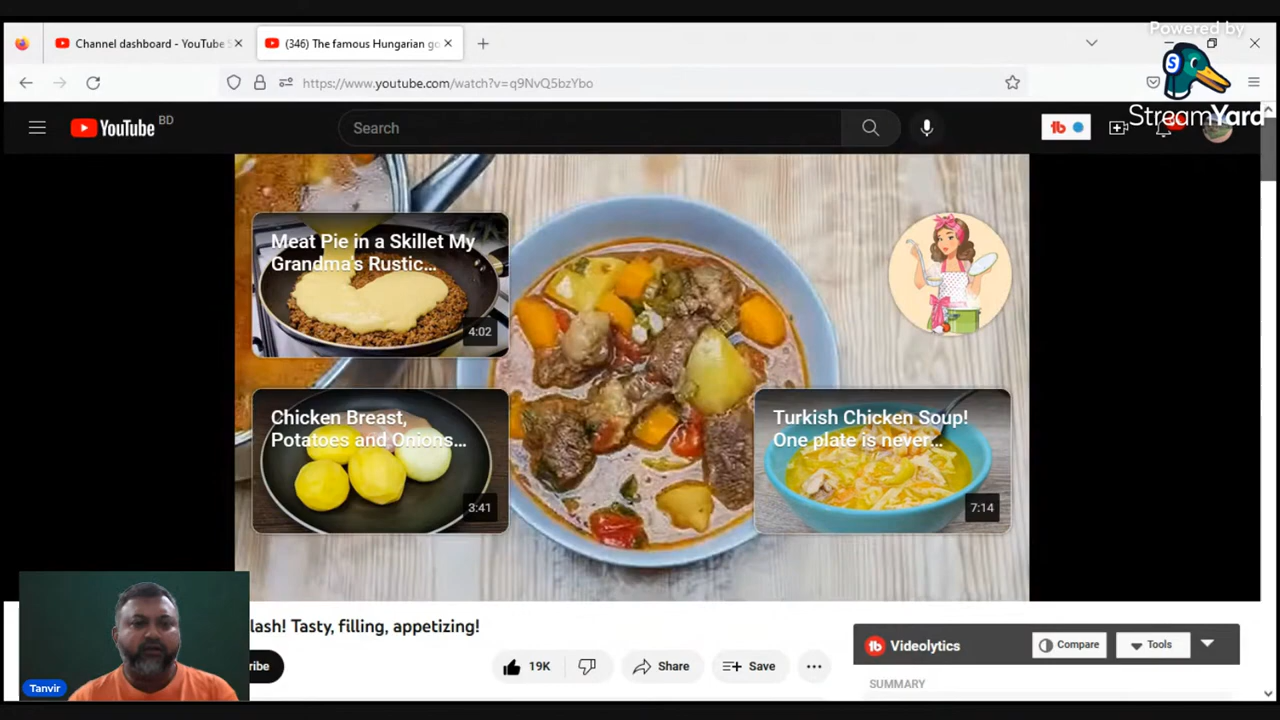 Powered by
StreamYard
Channel dashboard - YouTube S
(346) The famous Hungarian go
https://www.youtube.com/watch?v=q9NvQ5bzYbo
YouTube BD
Search
tb
Meat Pie in a Skillet My
Grandma's Rustic...
4:02
Chicken Breast,
Potatoes and Onions...
3:41
Turkish Chicken Soup!
One plate is never...
7:14
lash! Tasty, filling, appetizing!
ibe
19K
Share
Save
tb Videolytics
Compare
Tools
SUMMARY
Tanvir